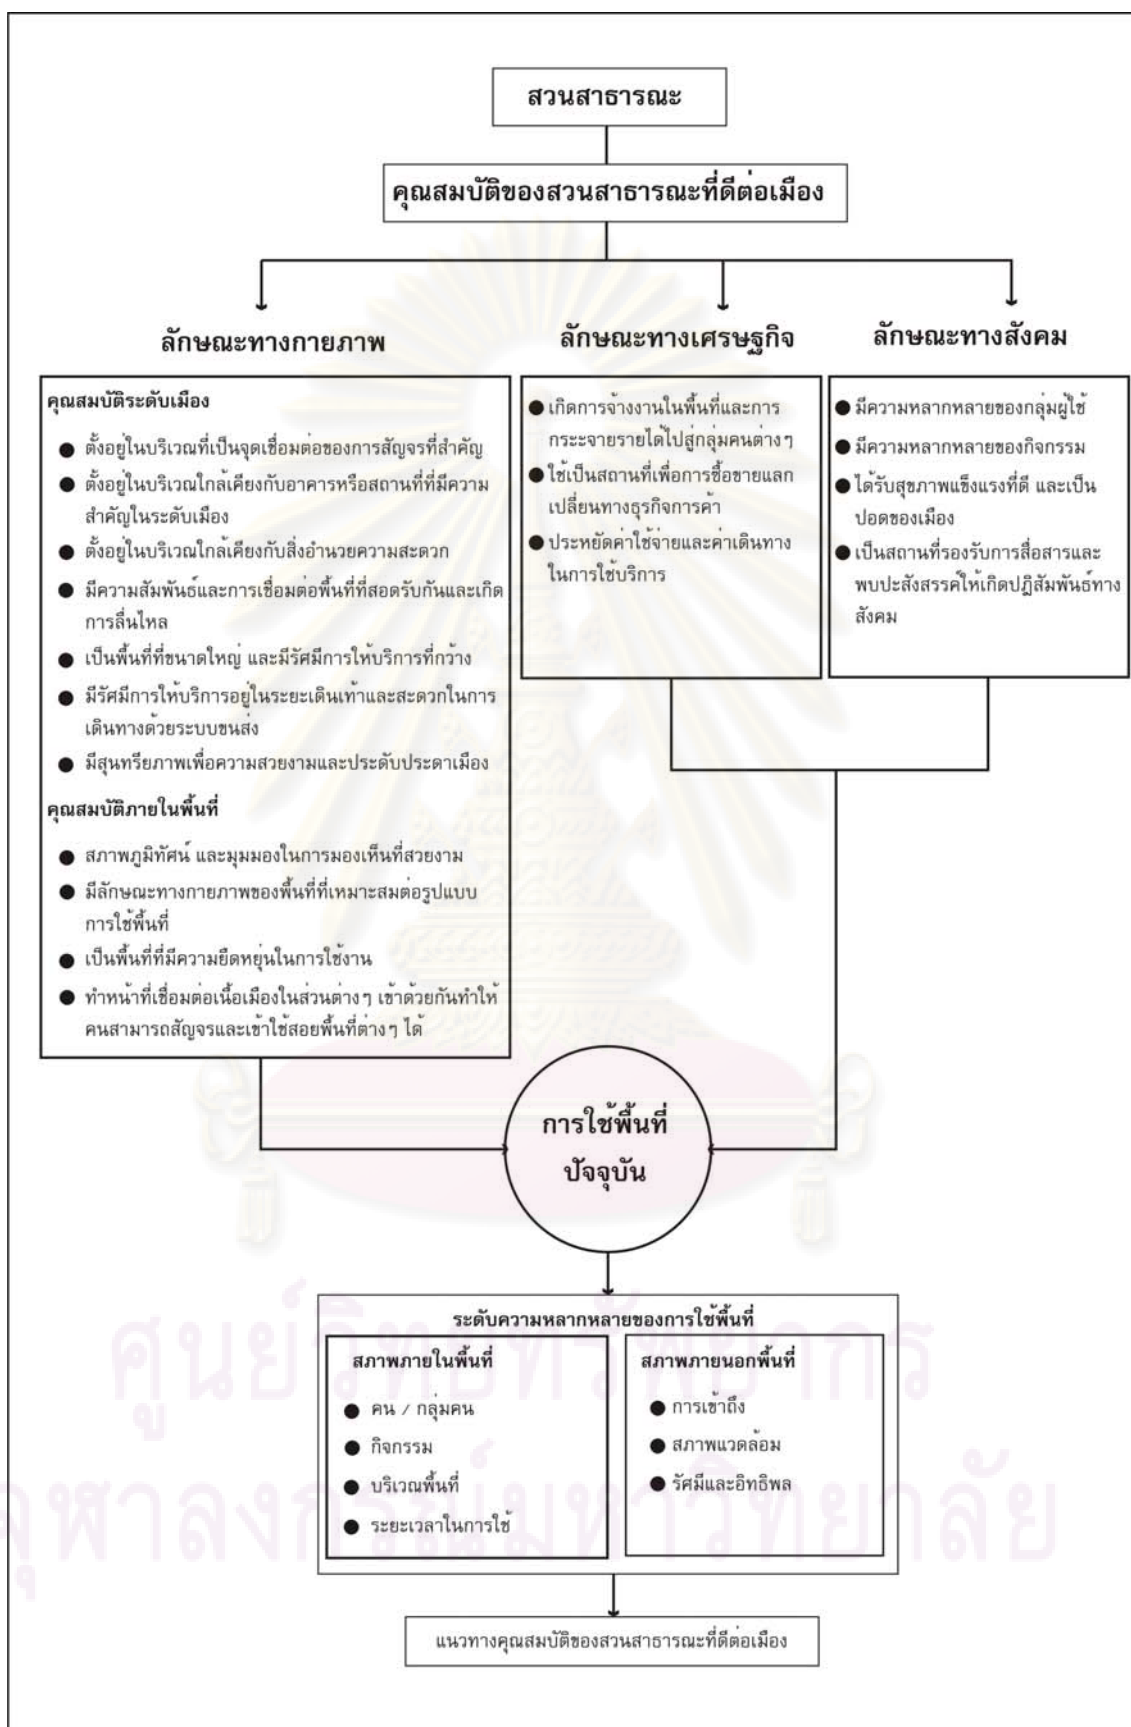 สวนสาธารณะ
คุณสมบัติของสวนสาธารณะที่ดีต่อเมือง
ลักษณะทางกายภาพ
คุณสมบัติระดับเมือง
● ตั้งอยู่ในบริเวณที่เป็นจุดเชื่อมต่อของการสัญจรที่สำคัญ
● ตั้งอยู่ในบริเวณใกล้เคียงกับอาคารหรือสถานที่ที่มีความ
สำคัญในระดับเมือง
● ตั้งอยู่ในบริเวณใกล้เคียงกับสิ่งอำนวยความสะดวก
● มีความสัมพันธ์และการเชื่อมต่อพื้นที่ที่สอดรับกันและเกิด
การลื่นไหล
● เป็นพื้นที่ที่ขนาดใหญ่ และมีรัศมีการให้บริการที่กว้าง
● มีรัศมีการให้บริการอยู่ในระยะเดินเท้าและสะดวกในการ
เดินทางด้วยระบบขนส่ง
● มีสุนทรียภาพเพื่อความสวยงามและประดับประดาเมือง
คุณสมบัติภายในพื้นที่
● สภาพภูมิทัศน์ และมุมมองในการมองเห็นที่สวยงาม
● มีลักษณะทางกายภาพของพื้นที่ที่เหมาะสมต่อรูปแบบ
การใช้พื้นที่
● เป็นพื้นที่ที่มีความยืดหยุ่นในการใช้งาน
● ทำหน้าที่เชื่อมต่อเนื้อเมืองในส่วนต่างๆ เข้าด้วยกันทำให้
คนสามารถสัญจรและเข้าใช้สอยพื้นที่ต่างๆ ได้
ลักษณะทางเศรษฐกิจ
● เกิดการจ้างงานในพื้นที่และการ
กระะจายรายได้ไปสู่กลุ่มคนต่างๆ
● ใช้เป็นสถานที่เพื่อการซื้อขายแลก
เปลี่ยนทางธุรกิจการค้า
● ประหยัดค่าใช้จ่ายและค่าเดินทาง
ในการใช้บริการ
ลักษณะทางสังคม
● มีความหลากหลายของกลุ่มผู้ใช้
● มีความหลากหลายของกิจกรรม
● ได้รับสุขภาพแข็งแรงที่ดี และเป็น
ปอดของเมือง
● เป็นสถานที่รองรับการสื่อสารและ
พบปะสังสรรค์ให้เกิดปฏิสัมพันธ์ทาง
สังคม
การใช้พื้นที่
ปัจจุบัน
ระดับความหลากหลายของการใช้พื้นที่
สภาพภายในพื้นที่
● คน / กลุ่มคน
● กิจกรรม
● บริเวณพื้นที่
● ระยะเวลาในการใช้
สภาพภายนอกพื้นที่
● การเข้าถึง
● สภาพแวดล้อม
● รัศมีและอิทธิพล
แนวทางคุณสมบัติของสวนสาธารณะที่ดีต่อเมือง
ศูนย์วิทยทรัพยากร
จุฬาลงกรณ์มหาวิทยาลัย